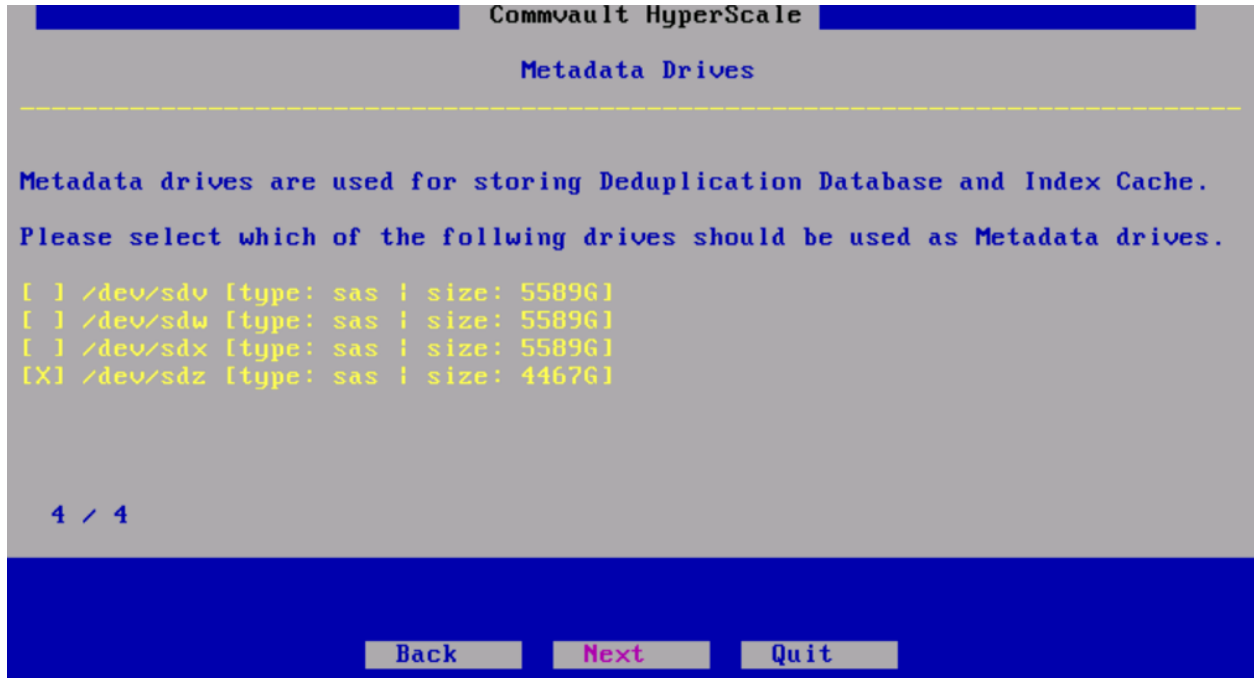 Commvault HyperScale
Metadata Drives
Metadata drives are used for storing Deduplication Database and Index Cache.
Please select which of the follwing drives should be used as Metadata drives.
[ ] /dev/sdv [type: sas | size: 5589G]
[ ] /dev/sdw [type: sas | size: 5589G]
[ ] /dev/sdx [type: sas | size: 5589G]
[X] /dev/sdz [type: sas | size: 4467G]
4 / 4
Back Next Quit